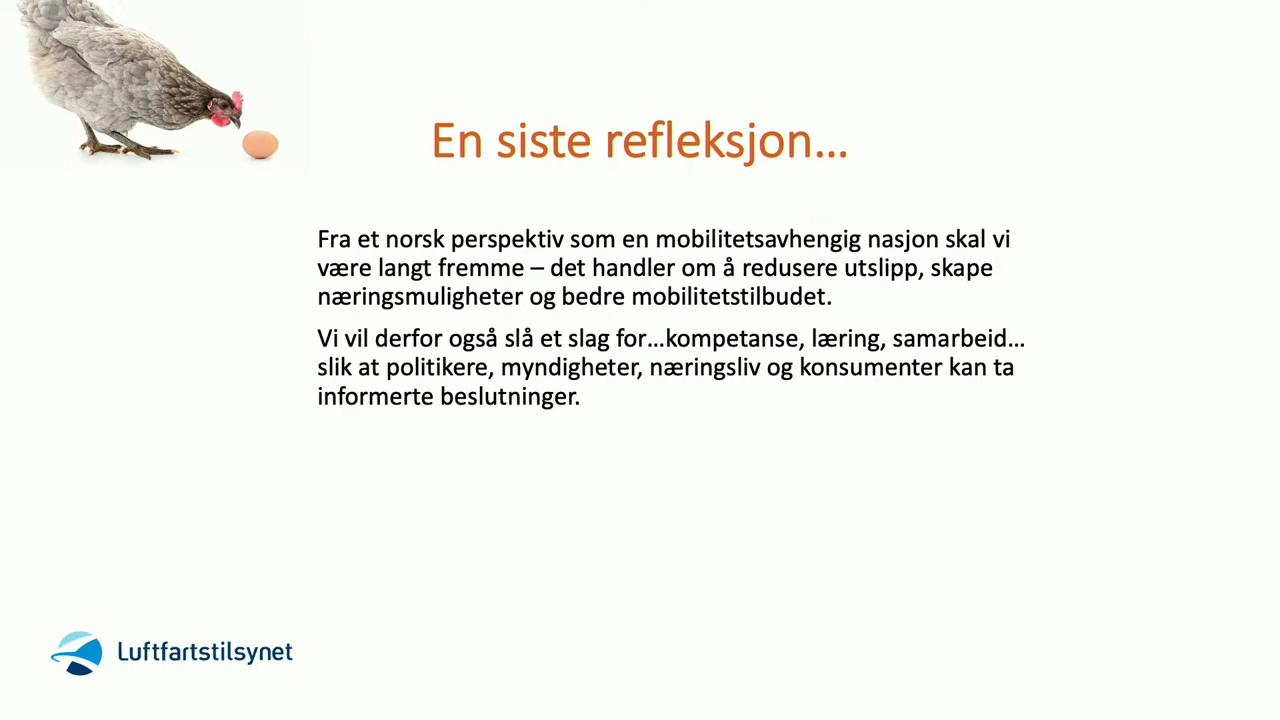 En siste refleksjon…
Fra et norsk perspektiv som en mobilitetsavhengig nasjon skal vi
være langt fremme – det handler om å redusere utslipp, skape
næringsmuligheter og bedre mobilitetstilbudet.
Vi vil derfor også slå et slag for…kompetanse, læring, samarbeid…
slik at politikere, myndigheter, næringsliv og konsumenter kan ta
informerte beslutninger.
Luftfartstilsynet